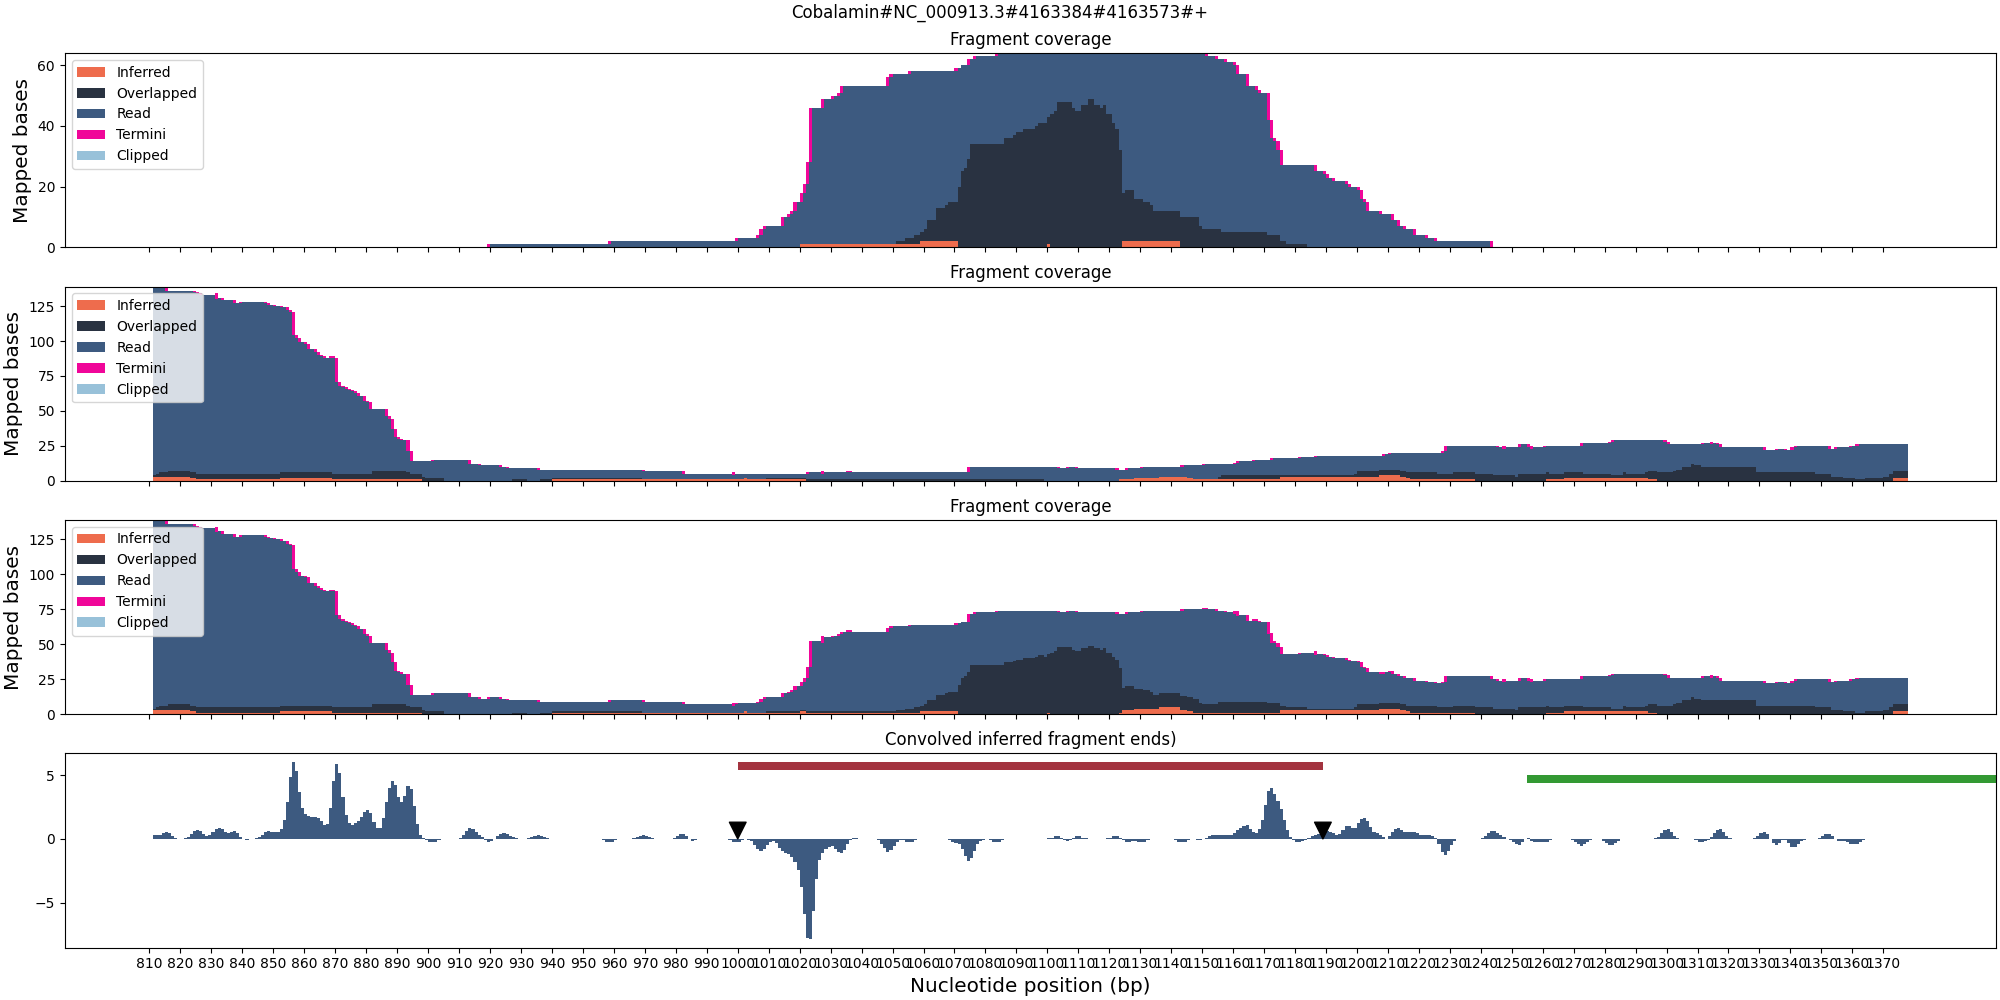 Cobalamin#NC_000913.3#4163384#4163573#+
Fragment coverage
Mapped bases
60
40
20
0
Inferred
Overlapped
Read
Termini
Clipped
Fragment coverage
Mapped bases
125
100
75
50
25
0
Inferred
Overlapped
Read
Termini
Clipped
Fragment coverage
Mapped bases
125
100
75
50
25
0
Inferred
Overlapped
Read
Termini
Clipped
Convolved inferred fragment ends)
5
0
−5
810 820 830 840 850 860 870 880 890 900 910 920 930 940 950 960 970 980 990 1000 1010 1020 1030 1040 1050 1060 1070 1080 1090 1100 1110 1120 1130 1140 1150 1160 1170 1180 1190 1200 1210 1220 1230 1240 1250 1260 1270 1280 1290 1300 1310 1320 1330 1340 1350 1360 1370
Nucleotide position (bp)